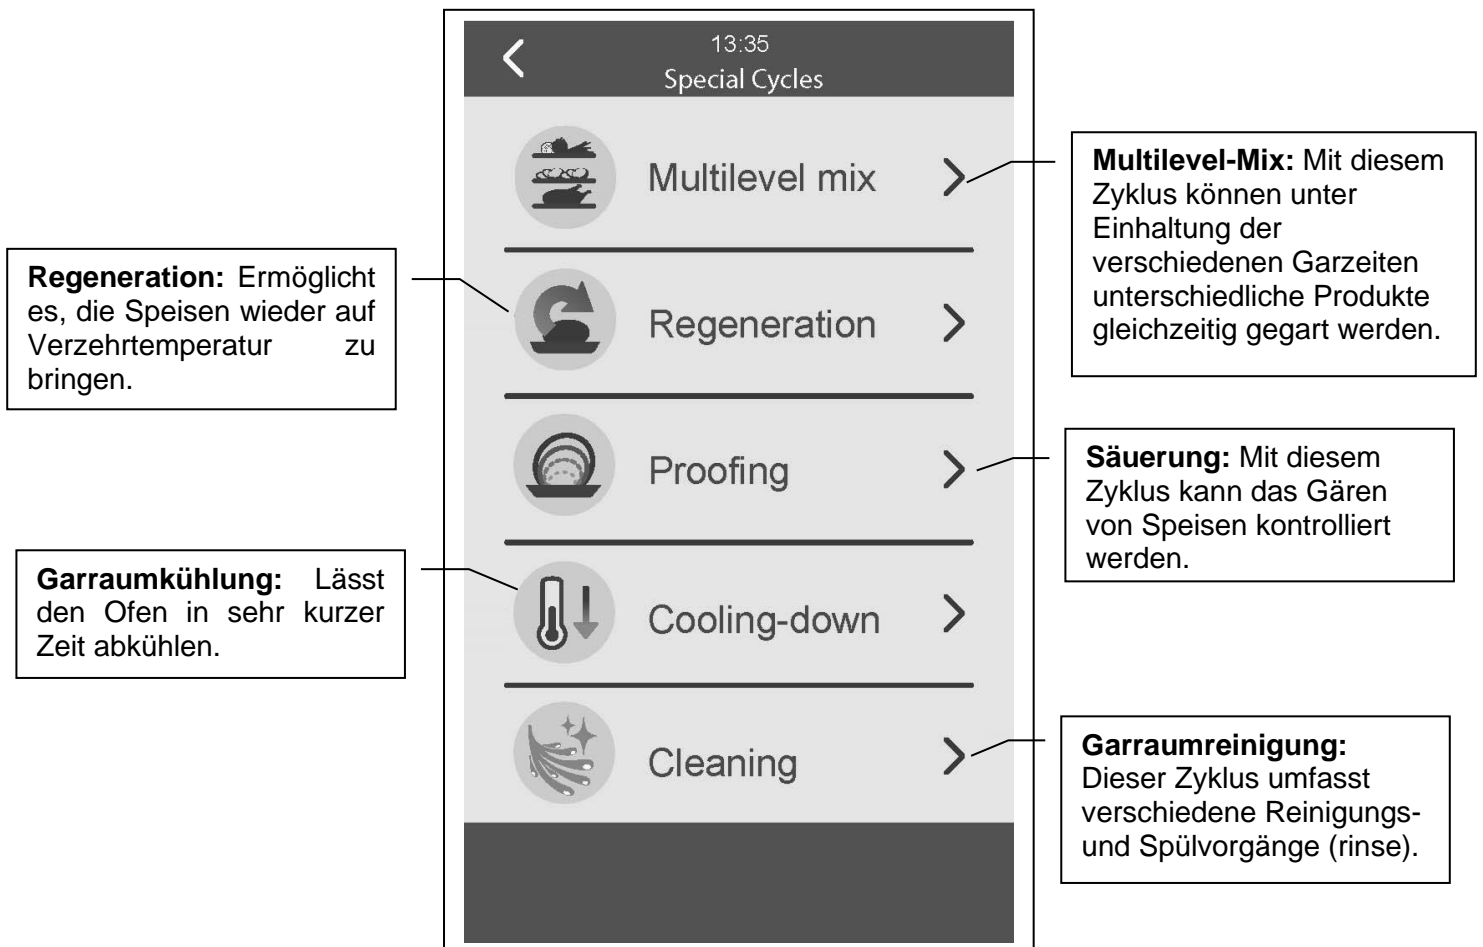 13:35
Special Cycles
Multilevel mix
Regeneration
Proofing
Cooling-down
Cleaning
Regeneration: Ermöglicht
es, die Speisen wieder auf
Verzehrtemperatur zu
bringen.
Garraumkühlung: Lässt
den Ofen in sehr kurzer
Zeit abkühlen.
Multilevel-Mix: Mit diesem
Zyklus können unter
Einhaltung der
verschiedenen Garzeiten
unterschiedliche Produkte
gleichzeitig gegart werden.
Säuerung: Mit diesem
Zyklus kann das Gären
von Speisen kontrolliert
werden.
Garraumreinigung:
Dieser Zyklus umfasst
verschiedene Reinigungs-
und Spülvorgänge (rinse).